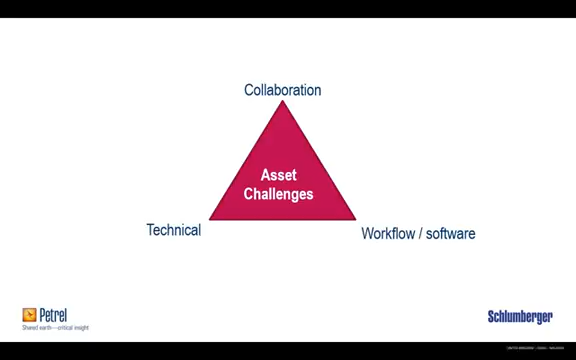 Collaboration
Asset
Challenges
Technical
Workflow / software
Petrel
Shared earth—critical insight
Schlumberger